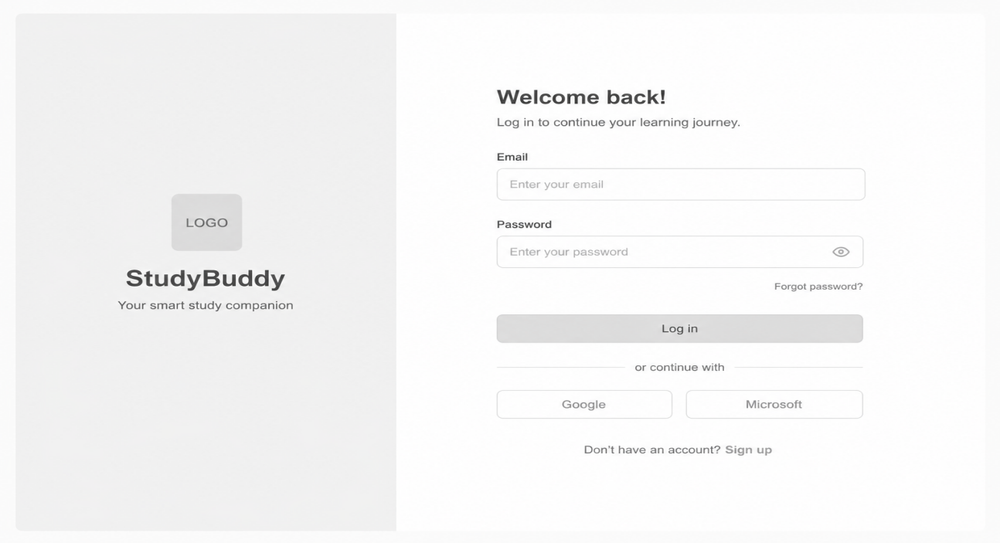 LOGO
StudyBuddy
Your smart study companion
Welcome back!
Log in to continue your learning journey.
Email
Enter your email
Password
Enter your password
Forgot password?
Log in
or continue with
Google
Microsoft
Don't have an account? Sign up